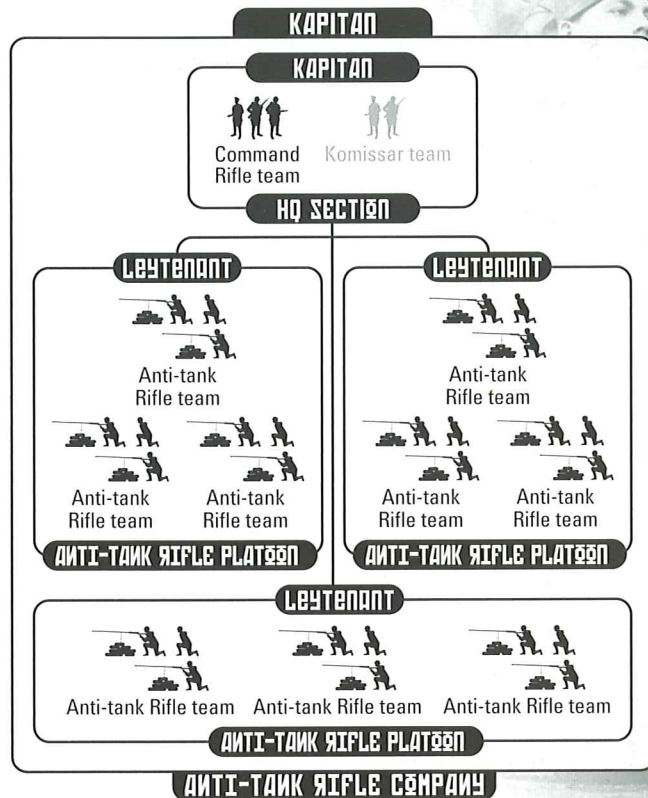 KAPITAN
KAPITAN
Command
Rifle team
Komissar team
HQ SECTION
LEYTENANT
Anti-tank
Rifle team
Anti-tank
Rifle team
Anti-tank
Rifle team
ANTI-TANK RIFLE PLATOON
LEYTENANT
Anti-tank
Rifle team
Anti-tank
Rifle team
Anti-tank
Rifle team
ANTI-TANK RIFLE PLATOON
LEYTENANT
Anti-tank Rifle team Anti-tank Rifle team Anti-tank Rifle team
ANTI-TANK RIFLE PLATOON
ANTI-TANK RIFLE COMPANY